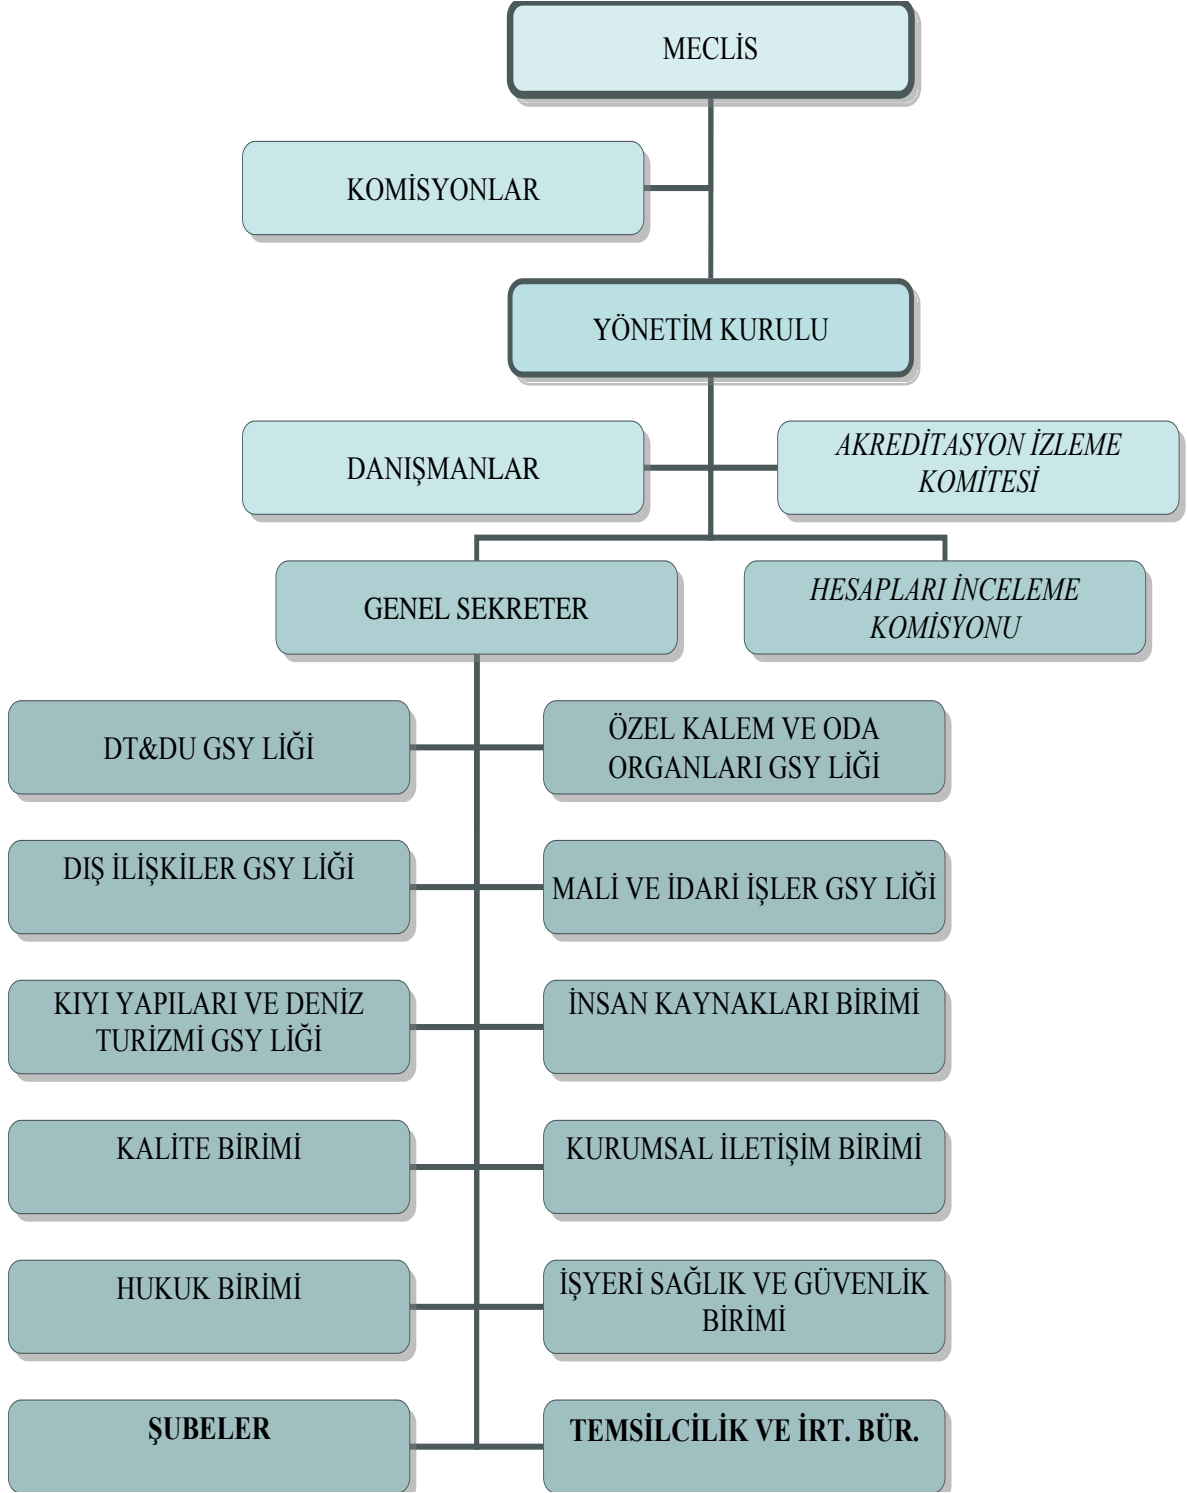 MECLİS
KOMİSYONLAR
YÖNETİM KURULU
DANIŞMANLAR
AKREDİTASYON İZLEME
KOMİTESİ
GENEL SEKRETER
HESAPLARI İNCELEME
KOMİSYONU
DT&DU GSY LİĞİ
ÖZEL KALEM VE ODA
ORGANLARI GSY LİĞİ
DIŞ İLİŞKİLER GSY LİĞİ
MALİ VE İDARİ İŞLER GSY LİĞİ
KIYI YAPILARI VE DENİZ
TURİZMİ GSY LİĞİ
İNSAN KAYNAKLARI BİRİMİ
KALİTE BİRİMİ
KURUMSAL İLETİŞİM BİRİMİ
HUKUK BİRİMİ
İŞYERİ SAĞLIK VE GÜVENLİK
BİRİMİ
ŞUBELER
TEMSİLCİLİK VE İRT. BÜR.